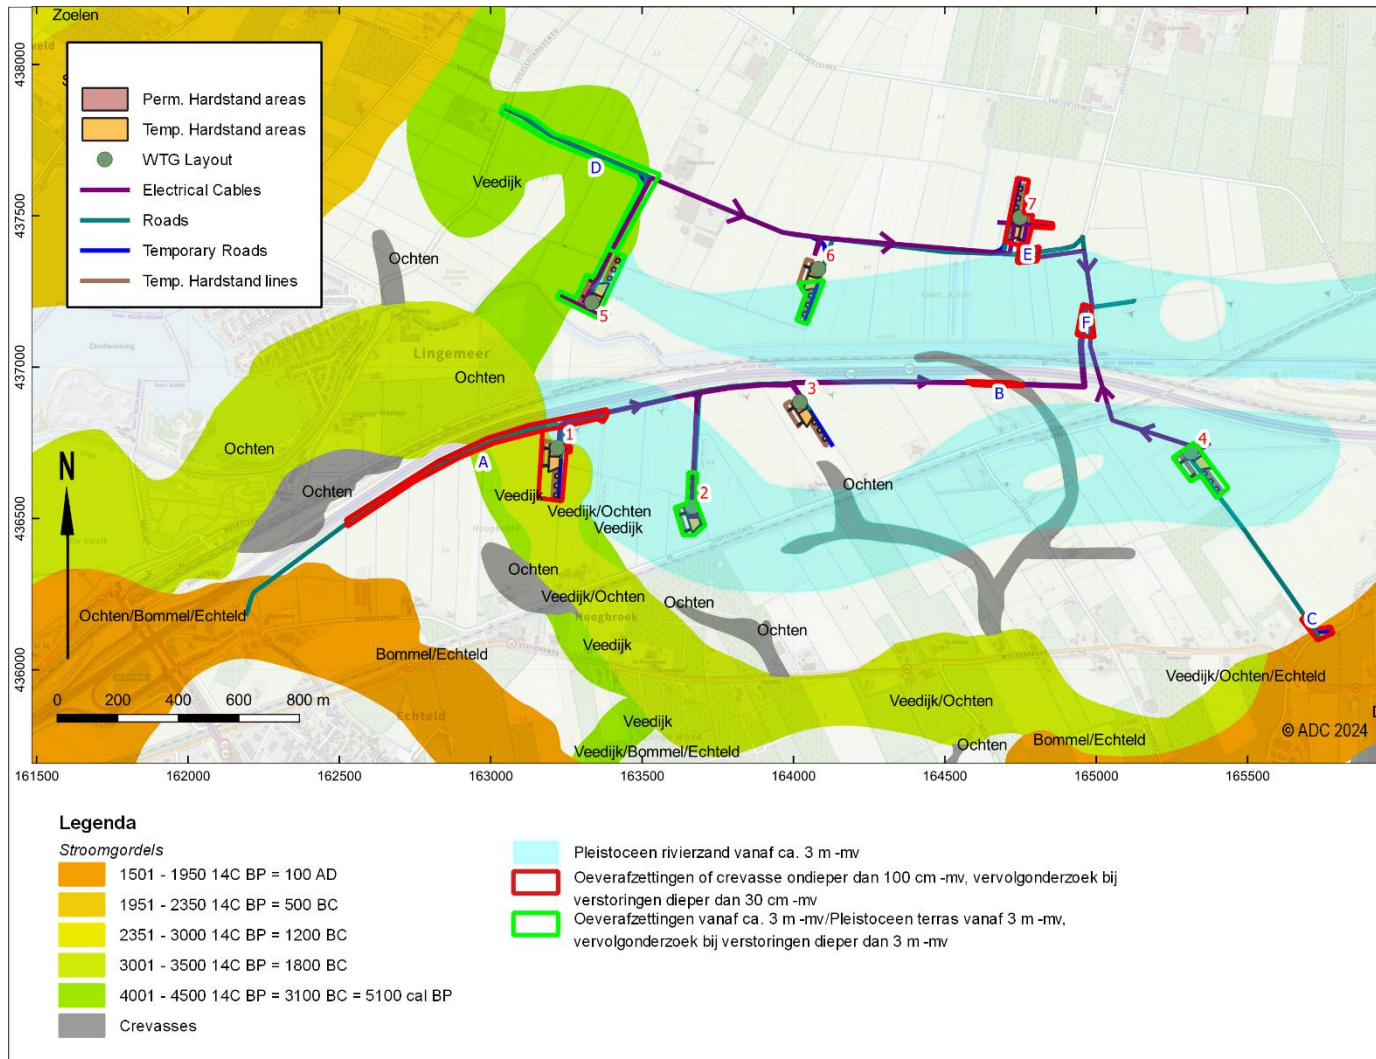 Zoelen
438000
437500
437000
436500
436000
Perm. Hardstand areas
Temp. Hardstand areas
WTG Layout
Electrical Cables
Roads
Temporary Roads
Temp. Hardstand lines
D
Veedijk
7
E
6
Ochten
5
F
Zandwinning
Lingemeer
Ochten
3
B
1
A
4
Ochten
Ochten
Ochten
Veedijk
2
Veedijk/Ochten
Veedijk
N
De Voalt
Hoogbroek
Ochten
Veedijk/Ochten
Ochten
Hoogbroek
Ochten
C
Ochten/Bommel/Echteld
Veedijk
Bommel/Echteld
Veedijk/Ochten/Echteld
0 200 400 600 800 m
Veedijk/Ochten
Echteld
Veedijk
Veedijk/Bommel/Echteld
Ochten
Bommel/Echteld
D
© ADC 2024
161500 162000 162500 163000 163500 164000 164500 165000 165500
Legenda
Stroomgordels
1501 - 1950 14C BP = 100 AD
1951 - 2350 14C BP = 500 BC
2351 - 3000 14C BP = 1200 BC
3001 - 3500 14C BP = 1800 BC
4001 - 4500 14C BP = 3100 BC = 5100 cal BP
Crevasses
Pleistoceen rivierzand vanaf ca. 3 m -mv
Oeverafzettingen of crevasse ondieper dan 100 cm -mv, vervolgonderzoek bij
verstoringen dieper dan 30 cm -mv
Oeverafzettingen vanaf ca. 3 m -mv/Pleistoceen terras vanaf 3 m -mv,
vervolgonderzoek bij verstoringen dieper dan 3 m -mv